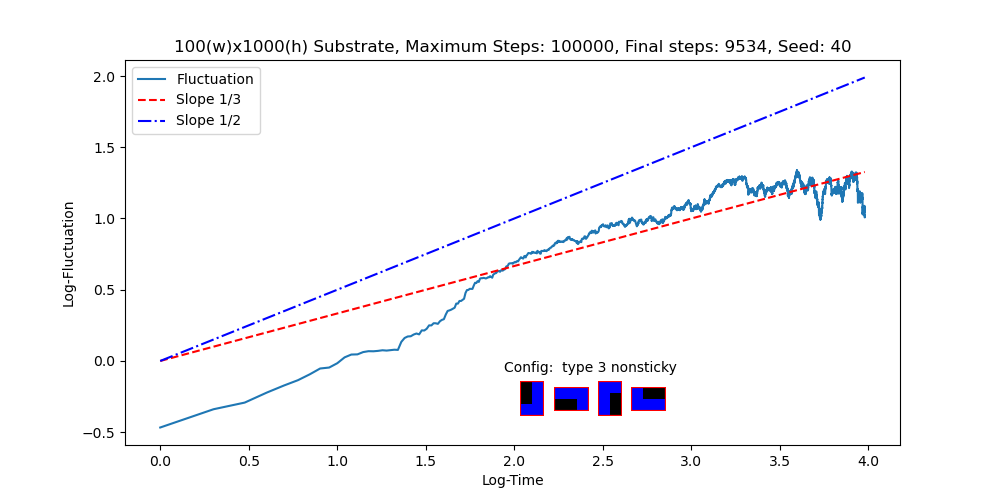 100(w)x1000(h) Substrate, Maximum Steps: 100000, Final steps: 9534, Seed: 40
Fluctuation
Slope 1/3
Slope 1/2
Log-Fluctuation
2.0
1.5
1.0
0.5
0.0
−0.5
Config:  type 3 nonsticky
0.0 0.5 1.0 1.5 2.0 2.5 3.0 3.5 4.0
Log-Time